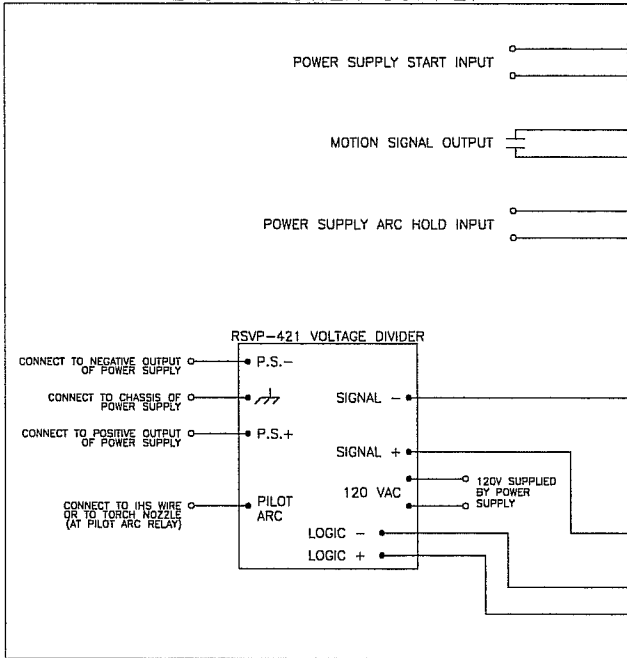 POWER SUPPLY START INPUT
MOTION SIGNAL OUTPUT
POWER SUPPLY ARC HOLD INPUT
RSVP-421 VOLTAGE DIVIDER
CONNECT TO NEGATIVE OUTPUT
OF POWER SUPPLY
P.S.-
CONNECT TO CHASSIS OF
POWER SUPPLY
SIGNAL -
CONNECT TO POSITIVE OUTPUT
OF POWER SUPPLY
P.S.+
SIGNAL +
120 VAC
120V SUPPLIED
BY POWER
SUPPLY
CONNECT TO IHS WIRE
OR TO TORCH NOZZLE
(AT PILOT ARC RELAY)
PILOT
ARC
LOGIC -
LOGIC +